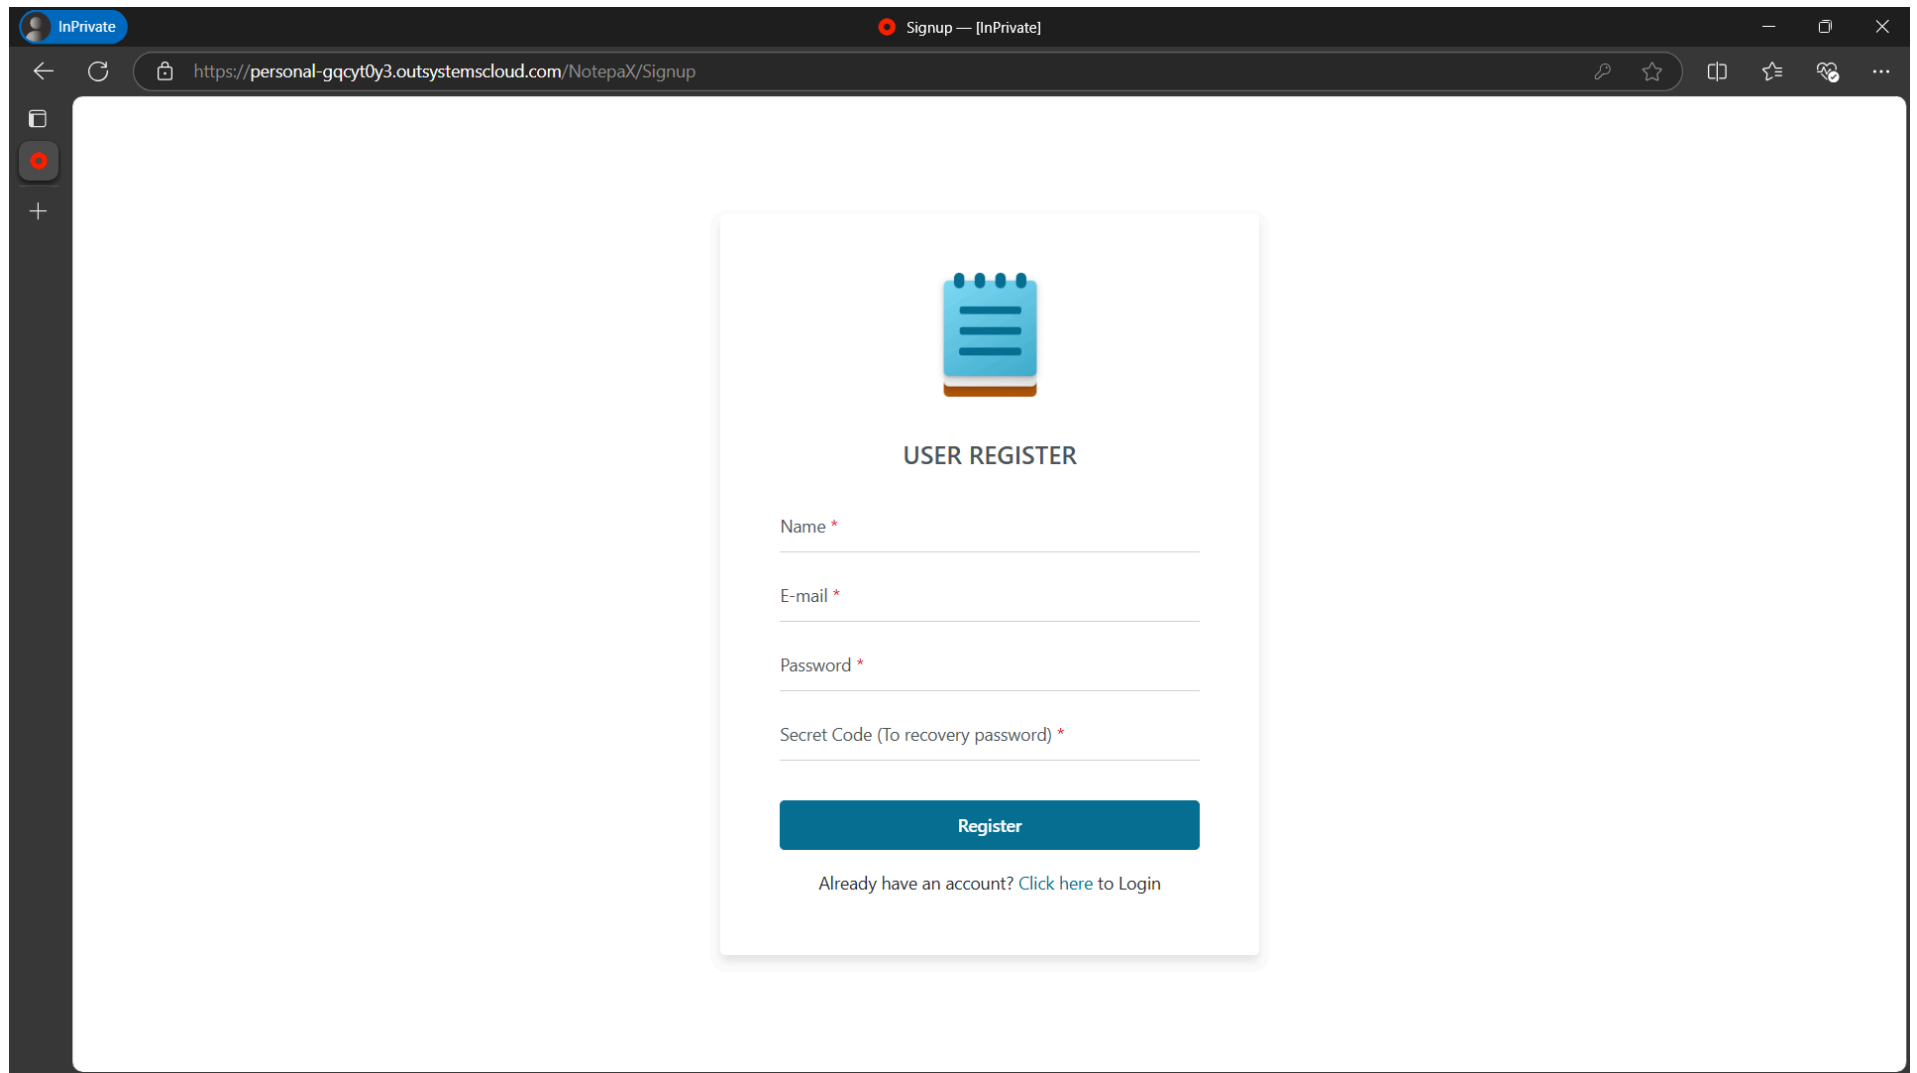 InPrivate
Signup — [InPrivate]
https://personal-gqcyt0y3.outsystemscloud.com/NotepaX/Signup
USER REGISTER
Name *
E-mail *
Password *
Secret Code (To recovery password) *
Register
Already have an account? Click here to Login